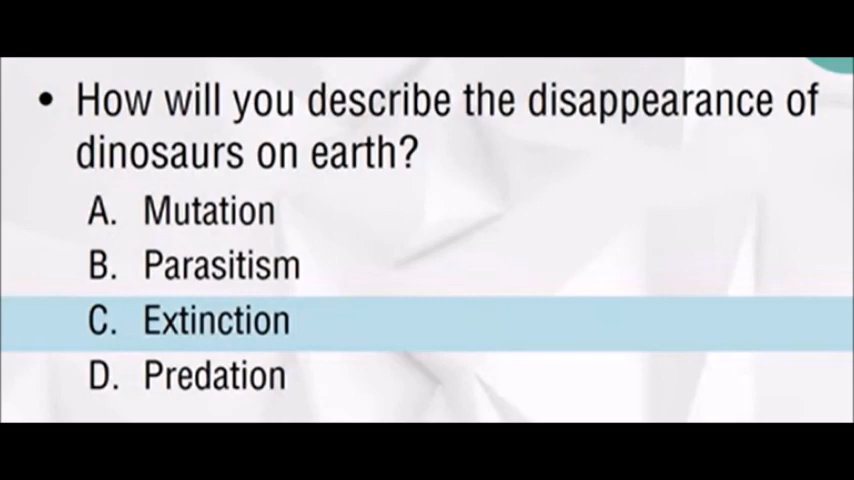 • How will you describe the disappearance of
dinosaurs on earth?
A. Mutation
B. Parasitism
C. Extinction
D. Predation